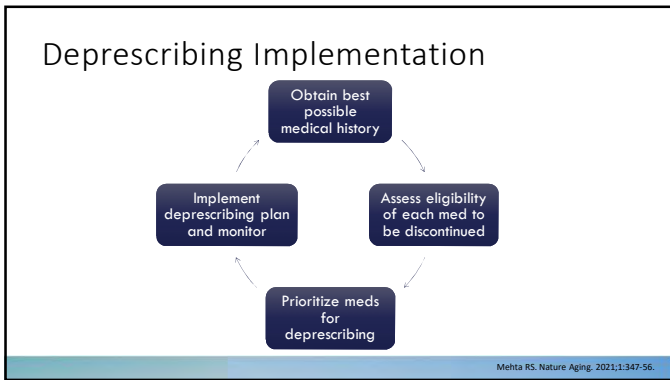 Deprescribing Implementation
Obtain best
possible
medical history
Assess eligibility
of each med to
be discontinued
Prioritize meds
for
deprescribing
Implement
deprescribing plan
and monitor
Mehta RS. Nature Aging. 2021;1:347-56.